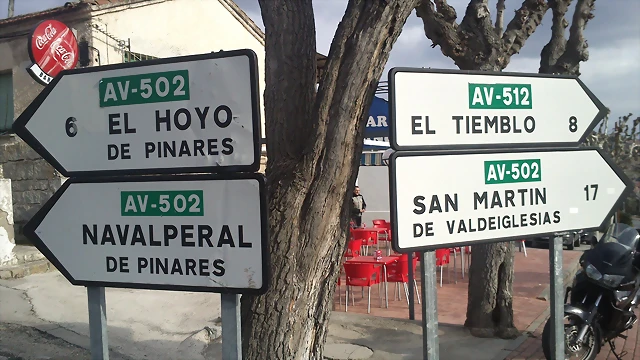 Coca-Cola
AV-502
6 EL HOYO
DE PINARES
AV-502
NAVALPERAL
DE PINARES
AV-512
EL TIEMBLO 8
AV-502
SAN MARTIN 17
DE VALDEIGLESIAS